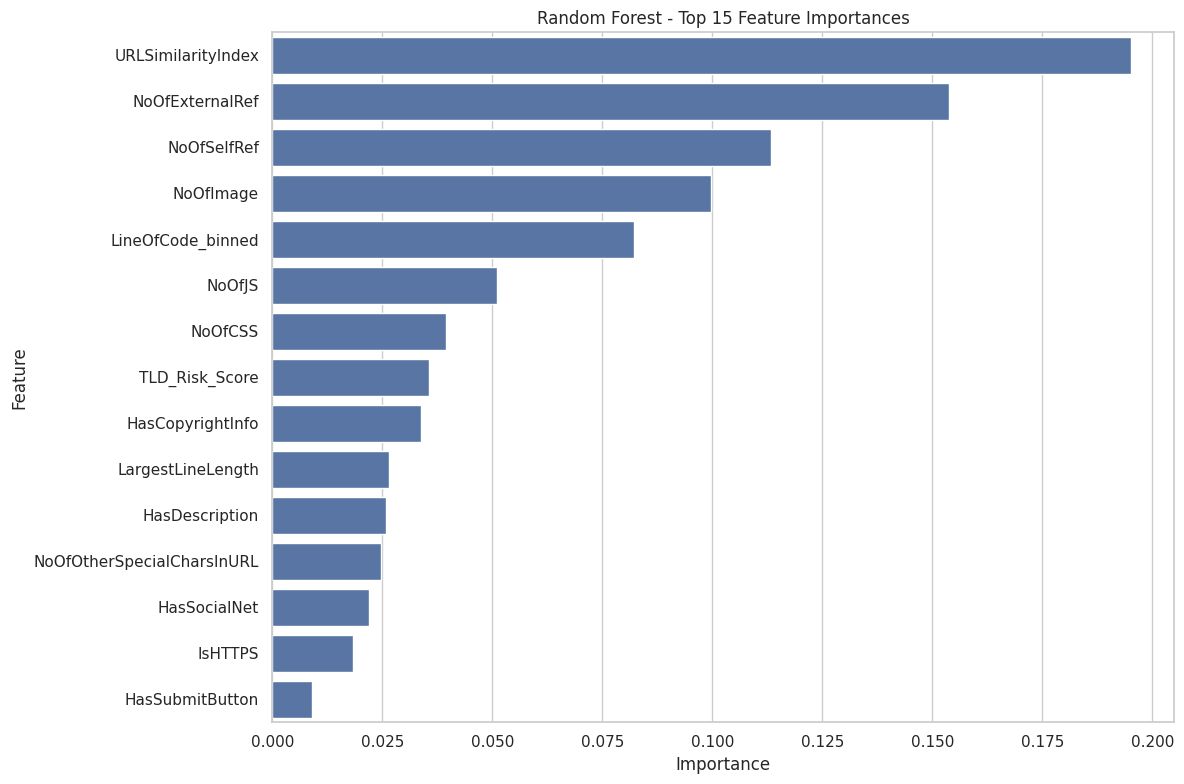 Random Forest - Top 15 Feature Importances
URLSimilarityIndex
NoOfExternalRef
NoOfSelfRef
NoOfImage
LineOfCode_binned
NoOfJS
NoOfCSS
TLD_Risk_Score
HasCopyrightInfo
LargestLineLength
HasDescription
NoOfOtherSpecialCharsInURL
HasSocialNet
IsHTTPS
HasSubmitButton
Feature
0.000 0.025 0.050 0.075 0.100 0.125 0.150 0.175 0.200
Importance